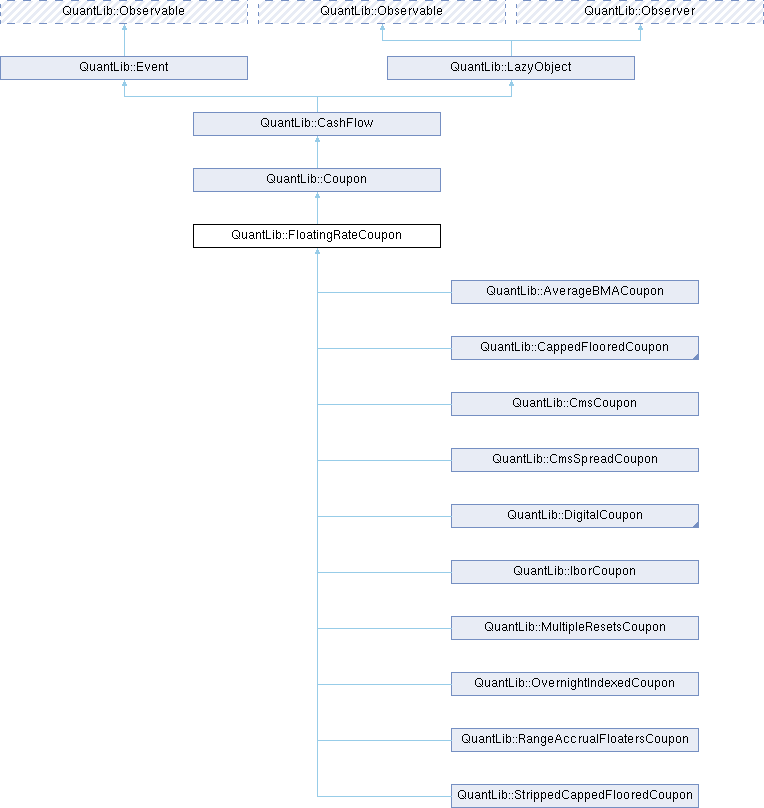 QuantLib::Observable
QuantLib::Observable
QuantLib::Observer
QuantLib::Event
QuantLib::LazyObject
QuantLib::CashFlow
QuantLib::Coupon
QuantLib::FloatingRateCoupon
QuantLib::AverageBMACoupon
QuantLib::CappedFlooredCoupon
QuantLib::CmsCoupon
QuantLib::CmsSpreadCoupon
QuantLib::DigitalCoupon
QuantLib::IborCoupon
QuantLib::MultipleResetsCoupon
QuantLib::OvernightIndexedCoupon
QuantLib::RangeAccrualFloatersCoupon
QuantLib::StrippedCappedFlooredCoupon